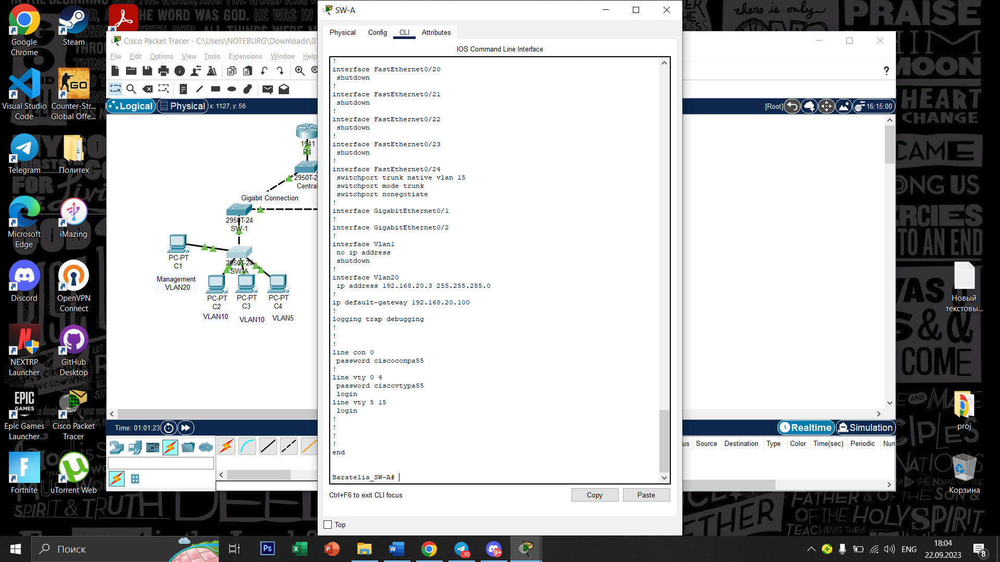 SW-A
Physical
Config
CLI
Attributes
IOS Command Line Interface
!
interface FastEthernet0/20
shutdown
!
interface FastEthernet0/21
shutdown
!
interface FastEthernet0/22
shutdown
!
interface FastEthernet0/23
shutdown
!
interface FastEthernet0/24
switchport trunk native vlan 15
switchport mode trunk
switchport nonegotiate
!
interface GigabitEthernet0/1
!
interface GigabitEthernet0/2
!
interface Vlan1
no ip address
shutdown
!
interface Vlan20
ip address 192.168.20.3 255.255.255.0
!
ip default-gateway 192.168.20.100
!
logging trap debugging
!
!
!
line con 0
password ciscoconpa55
!
line vty 0 4
password ciscovtypa55
login
line vty 5 15
login
!
!
!
!
end
Baratelia_SW-A#
Ctrl+F6 to exit CLI focus
Copy
Paste
Top
Cisco Packet Tracer - C:\Users\NOTEBURG\Downloads\01
File Edit Options View Tools Extensions Window Help
Logical
Physical
x: 1127, y: 56
[Root]
16:15:00
1941
R1
2950T-2
Central
Gigabit Connection
2950T-24
SW-1
PC-PT
C1
2950T-24
SW-A
Management
VLAN20
PC-PT
C2
PC-PT
C3
PC-PT
C4
VLAN10
VLAN10
VLAN5
Time: 01:01:23
Realtime
Simulation
us Source Destination Type Color Time(sec) Periodic Num
Google
Chrome
Steam
Visual Studio
Code
Counter-Str...
Global Offe...
Telegram
Политех
Microsoft
Edge
iMazing
Discord
OpenVPN
Connect
NEXTRP
Launcher
GitHub
Desktop
Epic Games
Launcher
Cisco Packet
Tracer
Fortnite
uTorrent Web
Новый
текстовы...
proj
Корзина
Поиск
ENG
18:04
22.09.2023
8